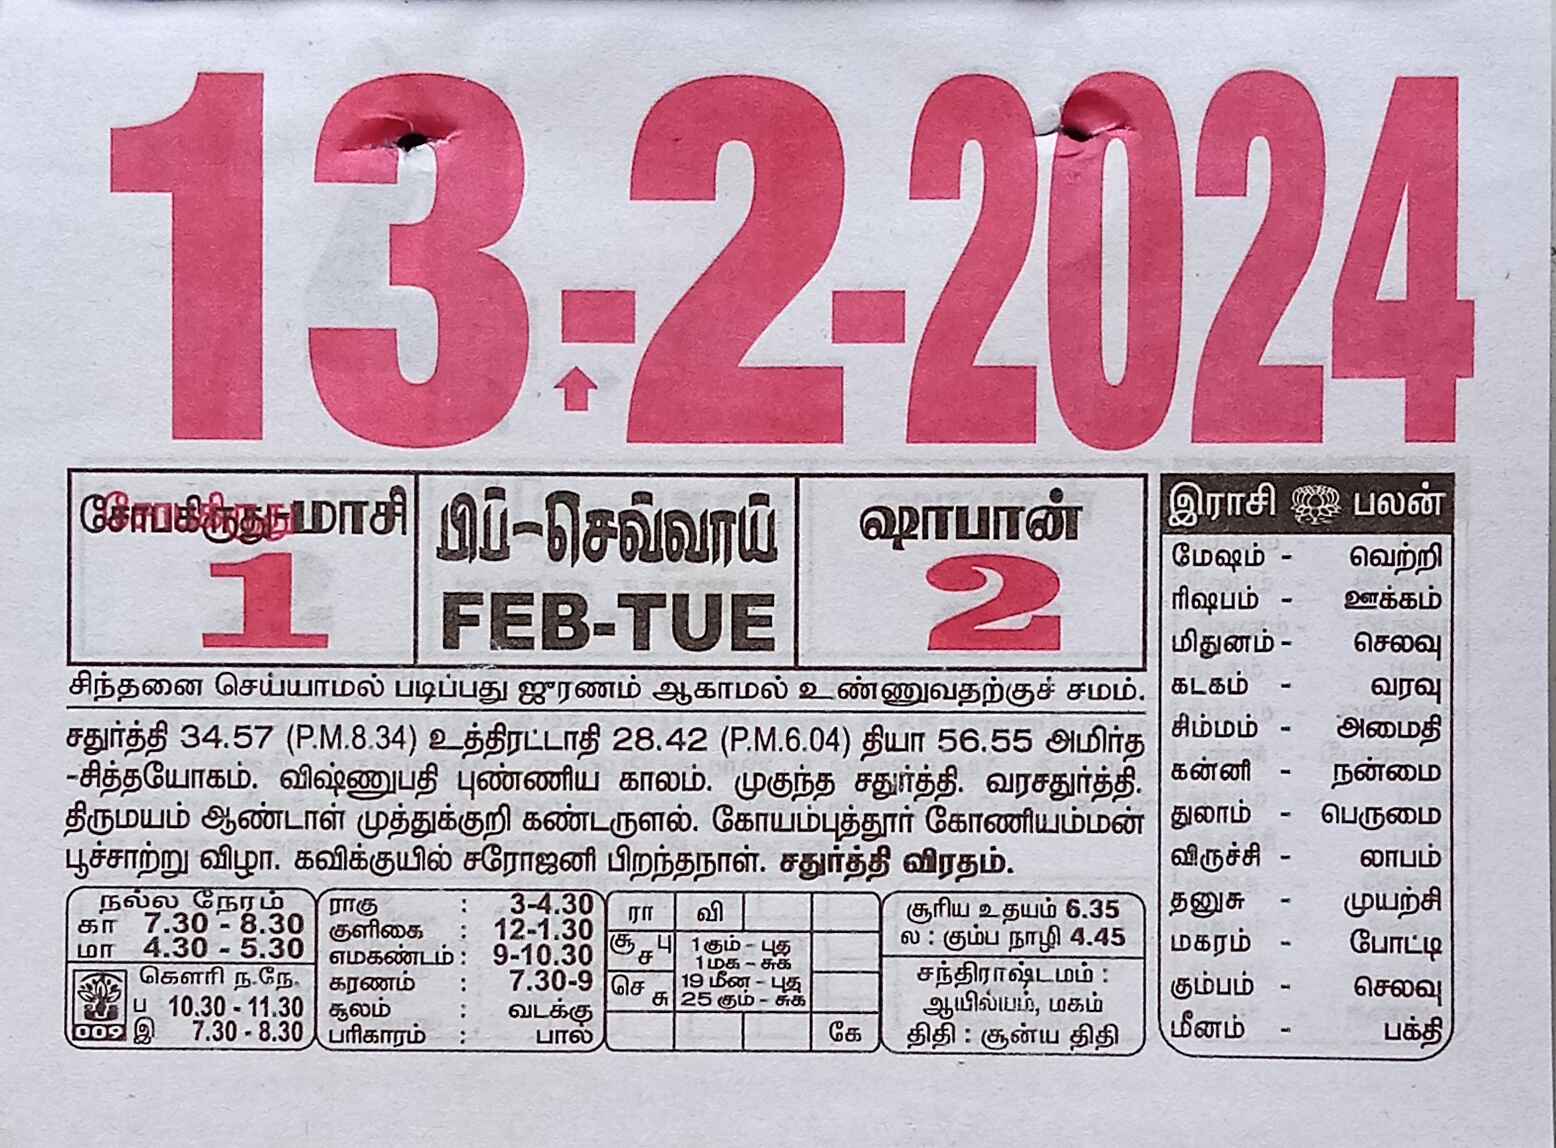 13-2-2024
சோபகிருது-மாசி
1
பிப்-செவ்வாய்
FEB-TUE
ஷாபான்
2
சிந்தனை செய்யாமல் படிப்பது ஜீரணம் ஆகாமல் உண்ணுவதற்குச் சமம்.
சதுர்த்தி 34.57 (P.M.8.34) உத்திரட்டாதி 28.42 (P.M.6.04) தியா 56.55 அமிர்த
-சித்தயோகம். விஷ்ணுபதி புண்ணிய காலம். முகுந்த சதுர்த்தி. வரசதுர்த்தி.
திருமயம் ஆண்டாள் முத்துக்குறி கண்டருளல். கோயம்புத்தூர் கோணியம்மன்
பூச்சாற்று விழா. கவிக்குயில் சரோஜனி பிறந்தநாள். சதுர்த்தி விரதம்.
நல்ல நேரம்
கா 7.30 - 8.30
மா 4.30 - 5.30
கௌரி ந.நே.
ப 10.30 - 11.30
இ 7.30 - 8.30
009
ராகு : 3-4.30
குளிகை : 12-1.30
எமகண்டம் : 9-10.30
கரணம் : 7.30-9
சூலம் : வடக்கு
பரிகாரம் : பால்
ரா வி
சூ பு
ச
செ
சு
1 கும் - புத
1 மக - சுக்
19 மீன - புத
25 கும் - சுக்
கே
சூரிய உதயம் 6.35
ல : கும்ப நாழி 4.45
சந்திராஷ்டமம் :
ஆயில்யம், மகம்
திதி : சூன்ய திதி
இராசி பலன்
மேஷம் - வெற்றி
ரிஷபம் - ஊக்கம்
மிதுனம் - செலவு
கடகம் - வரவு
சிம்மம் - அமைதி
கன்னி - நன்மை
துலாம் - பெருமை
விருச்சி - லாபம்
தனுசு - முயற்சி
மகரம் - போட்டி
கும்பம் - செலவு
மீனம் - பக்தி